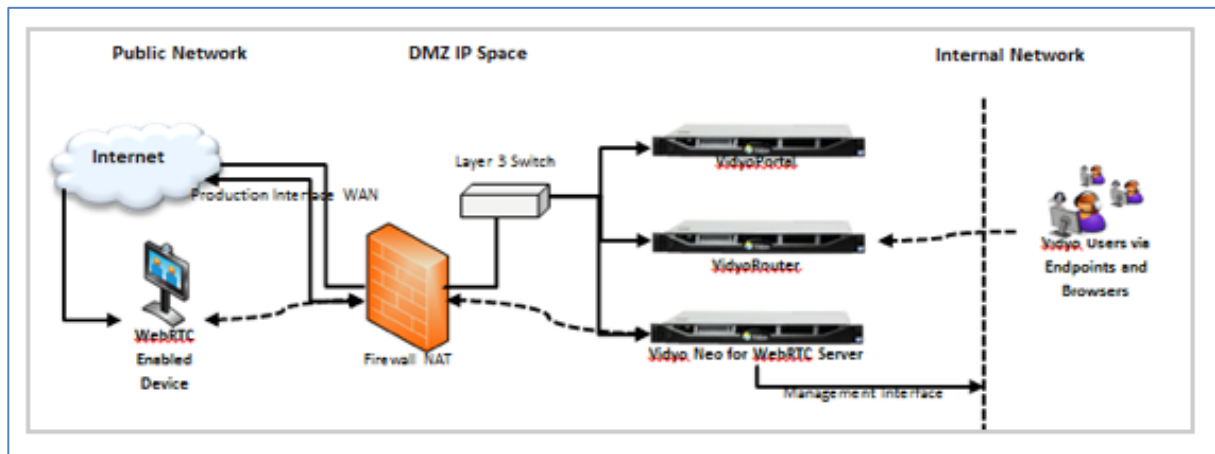 Public Network
DMZ IP Space
Internal Network
Internet
Layer 3 Switch
VidyoPortal
Production Interface WAN
VidyoRouter
Vidyo Users via
Endpoints and
Browsers
WebRTC
Enabled
Device
Firewall NAT
Vidyo Neo for WebRTC Server
Management Interface